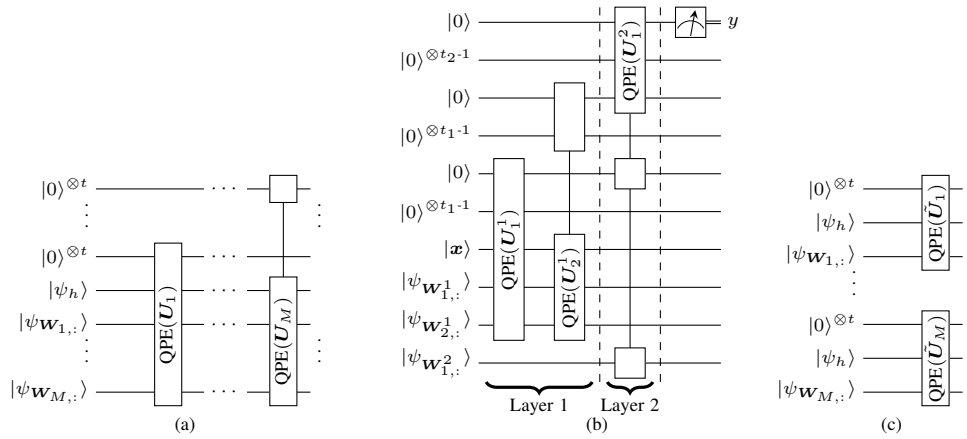 |0⟩^{⊗t}
⋮
|0⟩^{⊗t}
|ψ_h⟩
|ψ_{W_{1,:}}⟩
⋮
|ψ_{W_{M,:}}⟩
QPE(U_1)
· · ·
· · ·
· · ·
· · ·
· · ·
QPE(U_M)
⋮
⋮
(a)
|0⟩
|0⟩^{⊗t_2-1}
|0⟩
|0⟩^{⊗t_1-1}
|0⟩
|0⟩^{⊗t_1-1}
|x⟩
|ψ_{W^1_{1,:}}⟩
|ψ_{W^1_{2,:}}⟩
|ψ_{W^2_{1,:}}⟩
QPE(U^1_1)
QPE(U^1_2)
QPE(U^2_1)
y
Layer 1
Layer 2
(b)
|0⟩^{⊗t}
|ψ_h⟩
|ψ_{W_{1,:}}⟩
QPE(Ũ_1)
⋮
|0⟩^{⊗t}
|ψ_h⟩
|ψ_{W_{M,:}}⟩
QPE(Ũ_M)
(c)